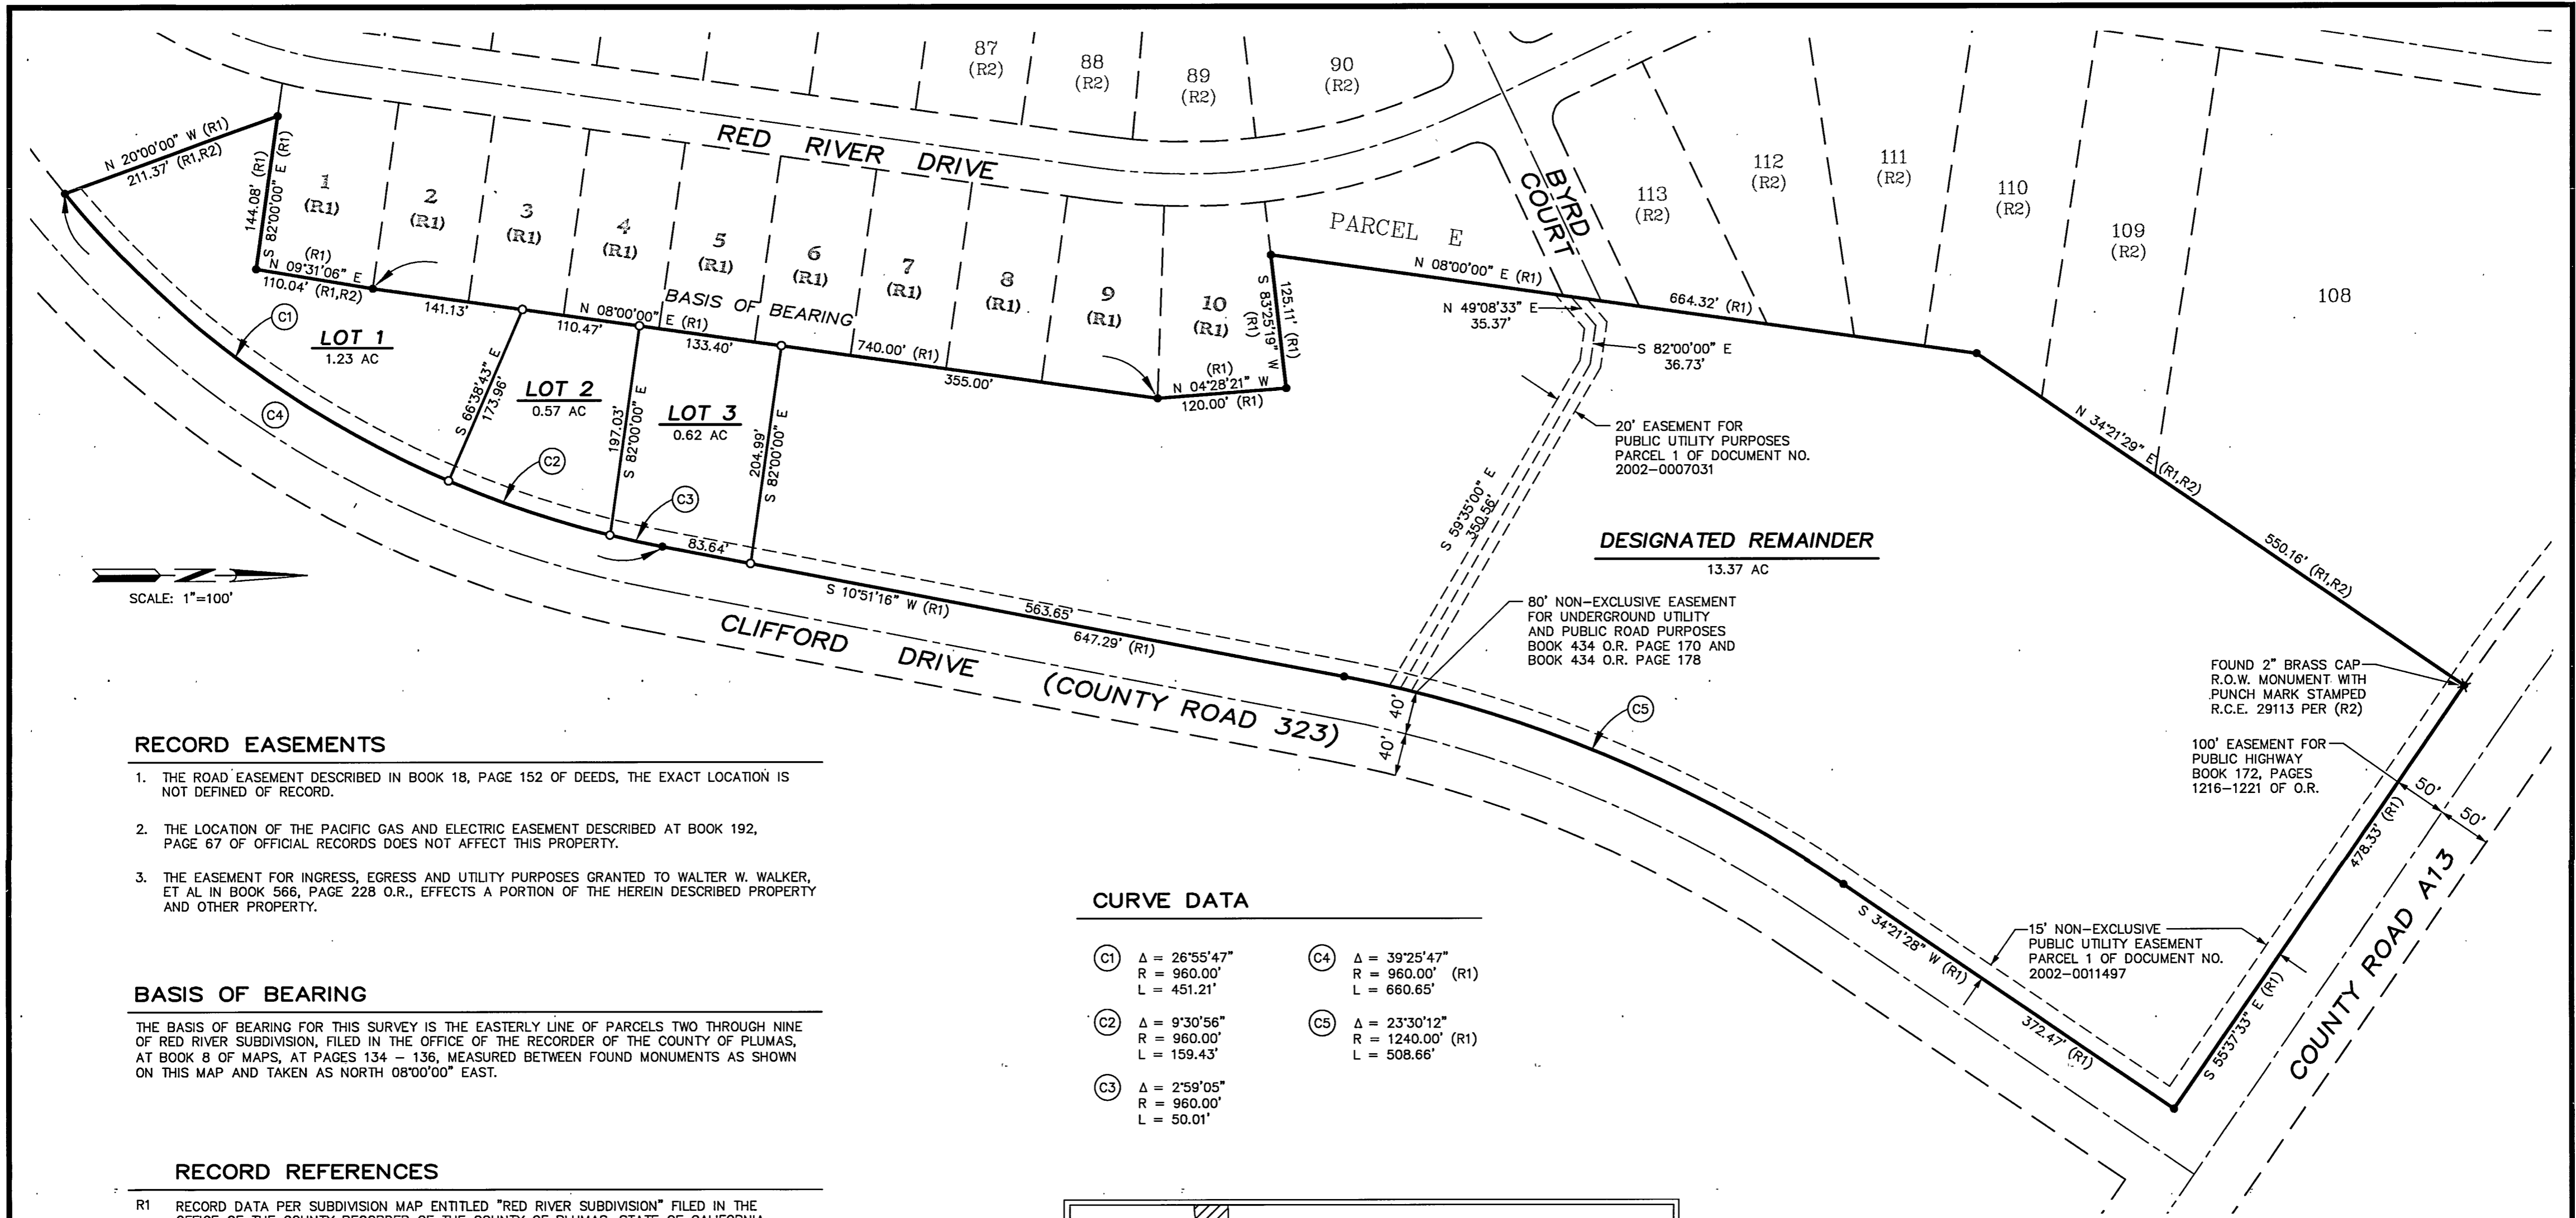 87
(R2)
88
(R2)
89
(R2)
90
(R2)
RED RIVER DRIVE
BYRD
COURT
PARCEL E
113
(R2)
112
(R2)
111
(R2)
110
(R2)
109
(R2)
108
N 20°00'00" W (R1)
211.37' (R1,R2)
144.08' (R1)
S 82°00'00" E (R1)
1
(R1)
2
(R1)
3
(R1)
4
(R1)
5
(R1)
6
(R1)
7
(R1)
8
(R1)
9
(R1)
10
(R1)
(R1)
N 09°31'06" E
110.04' (R1,R2)
141.13'
N 08°00'00" E (R1)
110.47'
BASIS OF BEARING
133.40'
740.00' (R1)
355.00'
(R1)
N 04°28'21" W
120.00' (R1)
125.11' (R1)
S 83°25'19" W
(R1)
N 08°00'00" E (R1)
664.32' (R1)
N 49°08'33" E
35.37'
S 82°00'00" E
36.73'
N 34°21'29" E (R1,R2)
550.16' (R1,R2)
C1
C4
LOT 1
1.23 AC
S 66°38'43" E
173.96'
LOT 2
0.57 AC
C2
197.03'
S 82°00'00" E
LOT 3
0.62 AC
C3
204.99'
S 82°00'00" E
83.64'
20' EASEMENT FOR
PUBLIC UTILITY PURPOSES
PARCEL 1 OF DOCUMENT NO.
2002-0007031
S 59°35'00" E
350.56'
DESIGNATED REMAINDER
13.37 AC
SCALE: 1"=100'
S 10°51'16" W (R1)
563.65'
647.29' (R1)
CLIFFORD DRIVE (COUNTY ROAD 323)
80' NON-EXCLUSIVE EASEMENT
FOR UNDERGROUND UTILITY
AND PUBLIC ROAD PURPOSES
BOOK 434 O.R. PAGE 170 AND
BOOK 434 O.R. PAGE 178
40'
40'
C5
FOUND 2" BRASS CAP
R.O.W. MONUMENT WITH
PUNCH MARK STAMPED
R.C.E. 29113 PER (R2)
100' EASEMENT FOR
PUBLIC HIGHWAY
BOOK 172, PAGES
1216-1221 OF O.R.
50'
50'
478.33' (R1)
S 55°37'33" E (R1)
COUNTY ROAD A13
15' NON-EXCLUSIVE
PUBLIC UTILITY EASEMENT
PARCEL 1 OF DOCUMENT NO.
2002-0011497
S 34°21'28" W (R1)
372.47' (R1)
RECORD EASEMENTS
1. THE ROAD EASEMENT DESCRIBED IN BOOK 18, PAGE 152 OF DEEDS, THE EXACT LOCATION IS
NOT DEFINED OF RECORD.
2. THE LOCATION OF THE PACIFIC GAS AND ELECTRIC EASEMENT DESCRIBED AT BOOK 192,
PAGE 67 OF OFFICIAL RECORDS DOES NOT AFFECT THIS PROPERTY.
3. THE EASEMENT FOR INGRESS, EGRESS AND UTILITY PURPOSES GRANTED TO WALTER W. WALKER,
ET AL IN BOOK 566, PAGE 228 O.R., EFFECTS A PORTION OF THE HEREIN DESCRIBED PROPERTY
AND OTHER PROPERTY.
BASIS OF BEARING
THE BASIS OF BEARING FOR THIS SURVEY IS THE EASTERLY LINE OF PARCELS TWO THROUGH NINE
OF RED RIVER SUBDIVISION, FILED IN THE OFFICE OF THE RECORDER OF THE COUNTY OF PLUMAS,
AT BOOK 8 OF MAPS, AT PAGES 134 - 136, MEASURED BETWEEN FOUND MONUMENTS AS SHOWN
ON THIS MAP AND TAKEN AS NORTH 08°00'00" EAST.
CURVE DATA
C1 Δ = 26°55'47"
R = 960.00'
L = 451.21'
C2 Δ = 9°30'56"
R = 960.00'
L = 159.43'
C3 Δ = 2°59'05"
R = 960.00'
L = 50.01'
C4 Δ = 39°25'47"
R = 960.00' (R1)
L = 660.65'
C5 Δ = 23°30'12"
R = 1240.00' (R1)
L = 508.66'
RECORD REFERENCES
R1 RECORD DATA PER SUBDIVISION MAP ENTITLED "RED RIVER SUBDIVISION" FILED IN THE
OFFICE OF THE COUNTY RECORDER OF THE COUNTY OF PLUMAS, STATE OF CALIFORNIA